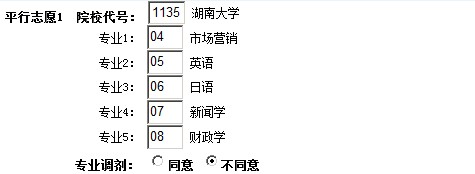 平行志愿1 院校代号: 1135 湖南大学
专业1: 04 市场营销
专业2: 05 英语
专业3: 06 日语
专业4: 07 新闻学
专业5: 08 财政学
专业调剂: 同意 不同意